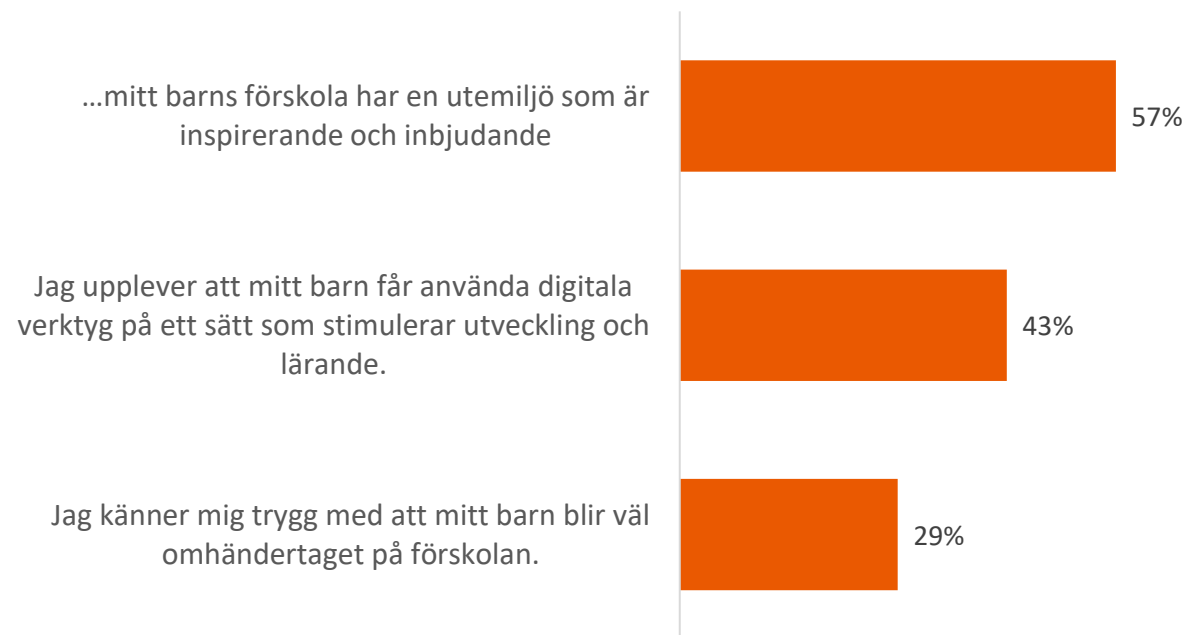 ...mitt barns förskola har en utemiljö som är
inspirerande och inbjudande
57%
Jag upplever att mitt barn får använda digitala
verktyg på ett sätt som stimulerar utveckling och
lärande.
43%
Jag känner mig trygg med att mitt barn blir väl
omhändertaget på förskolan.
29%